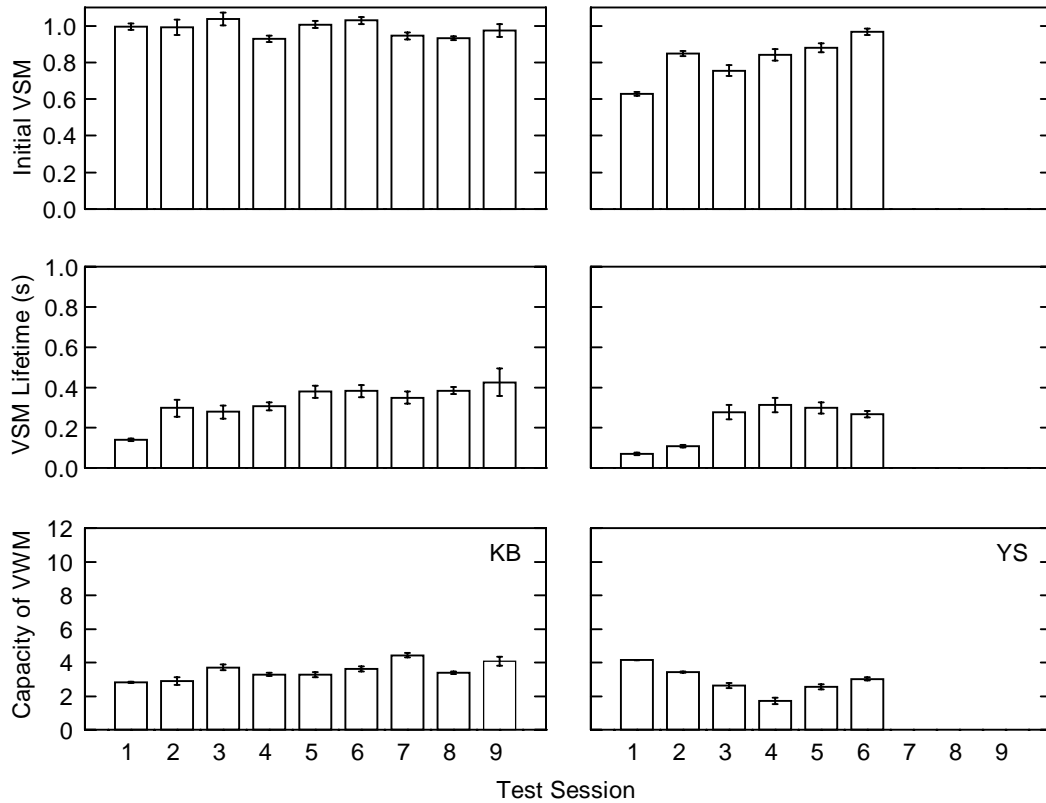 Initial VSM
1.0
0.8
0.6
0.4
0.2
0.0
VSM Lifetime (s)
1.0
0.8
0.6
0.4
0.2
0.0
Capacity of VWM
12
10
8
6
4
2
0
KB
YS
1 2 3 4 5 6 7 8 9
1 2 3 4 5 6 7 8 9
Test Session